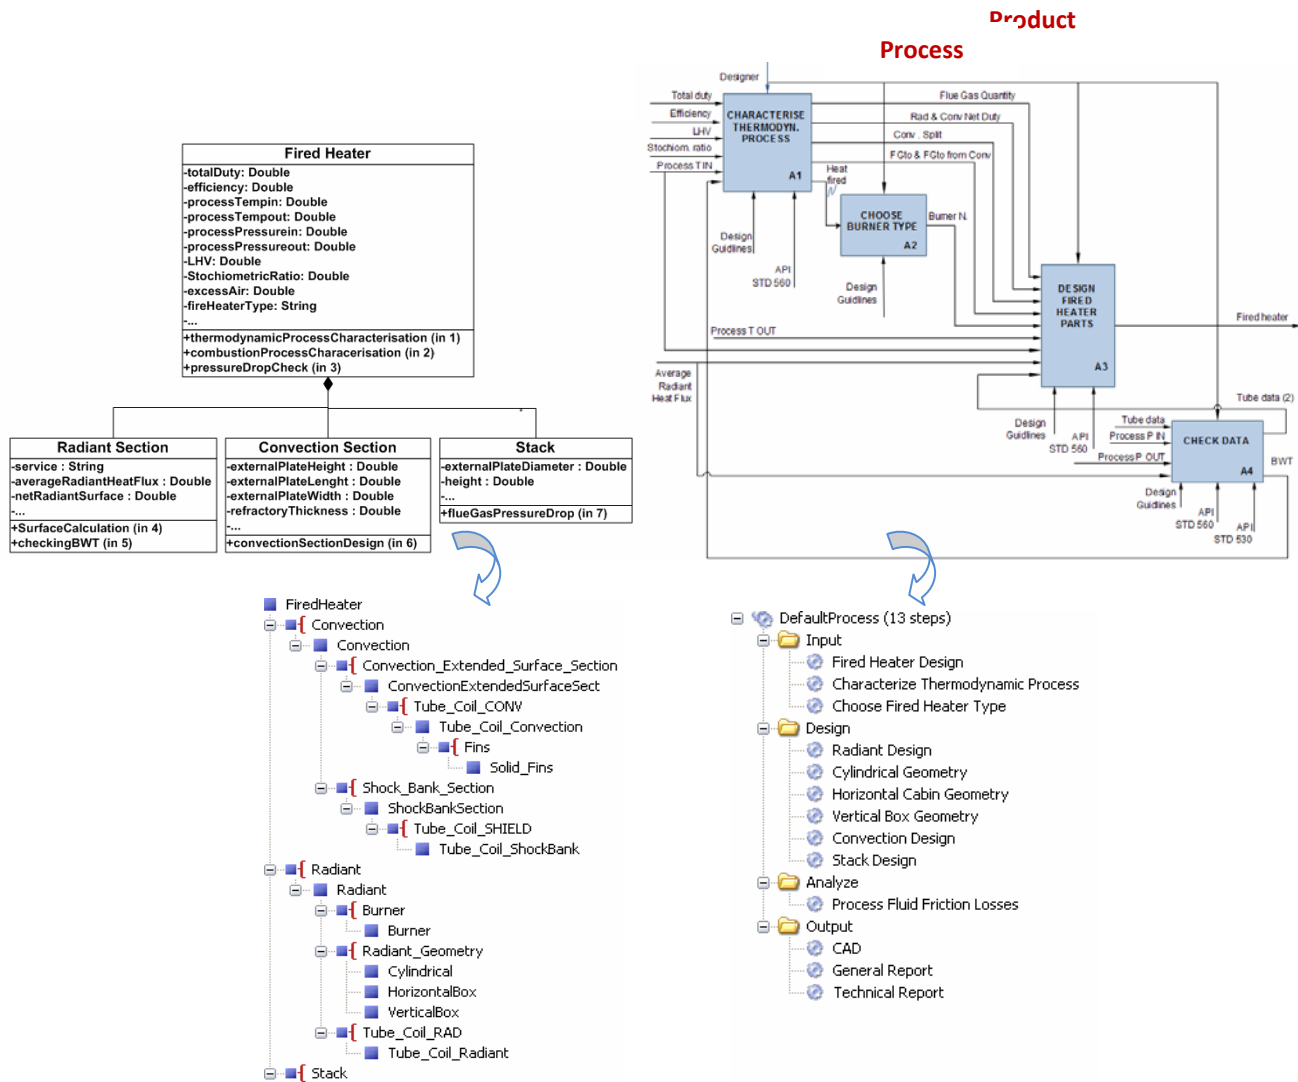 Product
Process
Fired Heater
-totalDuty: Double
-efficiency: Double
-processTempin: Double
-processTempout: Double
-processPressurein: Double
-processPressureout: Double
-LHV: Double
-StochiometricRatio: Double
-excessAir: Double
-fireHeaterType: String
-...
+thermodynamicProcessCharacterisation (in 1)
+combustionProcessCharacerisation (in 2)
+pressureDropCheck (in 3)
Radiant Section
-service : String
-averageRadiantHeatFlux : Double
-netRadiantSurface : Double
-...
+SurfaceCalculation (in 4)
+checkingBWT (in 5)
Convection Section
-externalPlateHeight : Double
-externalPlateLenght : Double
-externalPlateWidth : Double
-refractoryThickness : Double
-...
+convectionSectionDesign (in 6)
Stack
-externalPlateDiameter : Double
-height : Double
-...
+flueGasPressureDrop (in 7)
Designer
Total duty
Efficiency
LHV
Stochiom. ratio
Process T IN
CHARACTERISE
THERMODYN.
PROCESS
A1
Flue Gas Quantity
Rad & Conv Net Duty
Conv . Split
FGto & FGto from Conv
Heat
fired
Design
Guidlines
API
STD 560
CHOOSE
BURNER TYPE
A2
Burner N.
Design
Guidlines
Process T OUT
Average
Radiant
Heat Flux
DESIGN
FIRED
HEATER
PARTS
A3
Fired heater
Design
Guidlines
API
STD 560
Tube data (2)
Tube data
Process P IN
Process P OUT
CHECK DATA
A4
BWT
Design
Guidlines
API
STD 560
API
STD 530
FiredHeater
Convection
Convection
Convection_Extended_Surface_Section
ConvectionExtendedSurfaceSect
Tube_Coil_CONV
Tube_Coil_Convection
Fins
Solid_Fins
Shock_Bank_Section
ShockBankSection
Tube_Coil_SHIELD
Tube_Coil_ShockBank
Radiant
Radiant
Burner
Burner
Radiant_Geometry
Cylindrical
HorizontalBox
VerticalBox
Tube_Coil_RAD
Tube_Coil_Radiant
Stack
DefaultProcess (13 steps)
Input
Fired Heater Design
Characterize Thermodynamic Process
Choose Fired Heater Type
Design
Radiant Design
Cylindrical Geometry
Horizontal Cabin Geometry
Vertical Box Geometry
Convection Design
Stack Design
Analyze
Process Fluid Friction Losses
Output
CAD
General Report
Technical Report